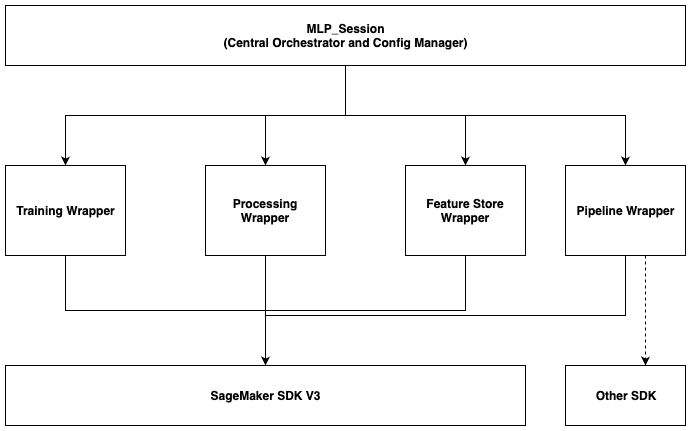 MLP_Session
(Central Orchestrator and Config Manager)
Training Wrapper
Processing
Wrapper
Feature Store
Wrapper
Pipeline Wrapper
SageMaker SDK V3
Other SDK